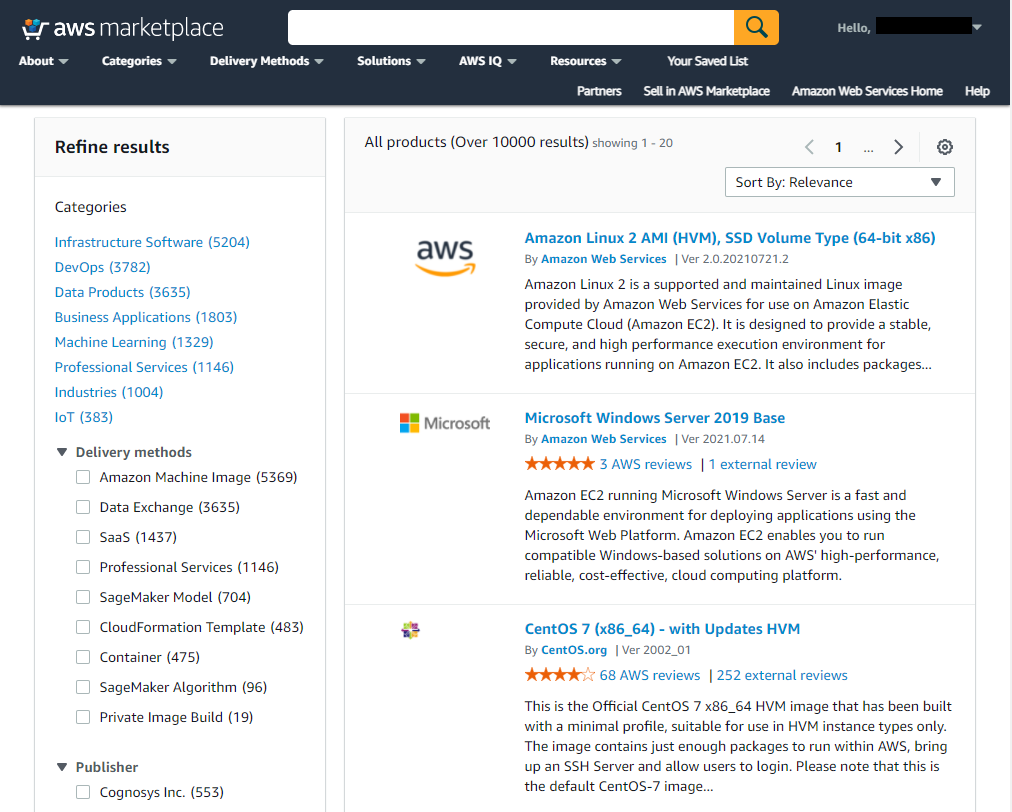 aws marketplace
Hello,
About Categories Delivery Methods Solutions AWS IQ Resources Your Saved List
Partners Sell in AWS Marketplace Amazon Web Services Home Help
Refine results
Categories
Infrastructure Software (5204)
DevOps (3782)
Data Products (3635)
Business Applications (1803)
Machine Learning (1329)
Professional Services (1146)
Industries (1004)
IoT (383)
Delivery methods
Amazon Machine Image (5369)
Data Exchange (3635)
SaaS (1437)
Professional Services (1146)
SageMaker Model (704)
CloudFormation Template (483)
Container (475)
SageMaker Algorithm (96)
Private Image Build (19)
Publisher
Cognosys Inc. (553)
All products (Over 10000 results) showing 1 - 20
1 ...
Sort By: Relevance
aws
Amazon Linux 2 AMI (HVM), SSD Volume Type (64-bit x86)
By Amazon Web Services | Ver 2.0.20210721.2
Amazon Linux 2 is a supported and maintained Linux image
provided by Amazon Web Services for use on Amazon Elastic
Compute Cloud (Amazon EC2). It is designed to provide a stable,
secure, and high performance execution environment for
applications running on Amazon EC2. It also includes packages...
Microsoft
Microsoft Windows Server 2019 Base
By Amazon Web Services | Ver 2021.07.14
3 AWS reviews | 1 external review
Amazon EC2 running Microsoft Windows Server is a fast and
dependable environment for deploying applications using the
Microsoft Web Platform. Amazon EC2 enables you to run
compatible Windows-based solutions on AWS' high-performance,
reliable, cost-effective, cloud computing platform.
CentOS 7 (x86_64) - with Updates HVM
By CentOS.org | Ver 2002_01
68 AWS reviews | 252 external reviews
This is the Official CentOS 7 x86_64 HVM image that has been built
with a minimal profile, suitable for use in HVM instance types only.
The image contains just enough packages to run within AWS, bring
up an SSH Server and allow users to login. Please note that this is
the default CentOS-7 image...